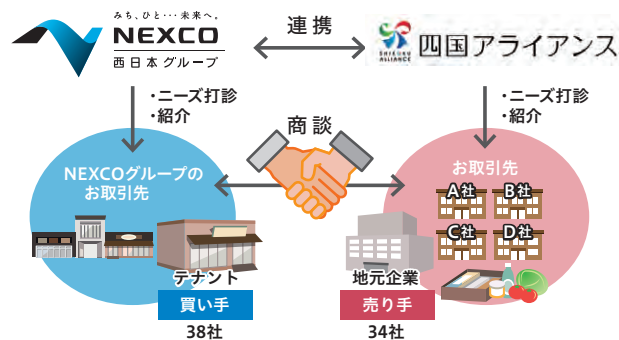 みち、ひと…未来へ。
NEXCO
西日本グループ
連携
SHIKOKU
ALLIANCE
四国アライアンス
・ニーズ打診
・紹介
・ニーズ打診
・紹介
商談
NEXCOグループの
お取引先
お取引先
A社
B社
C社
D社
テナント
買い手
38社
地元企業
売り手
34社